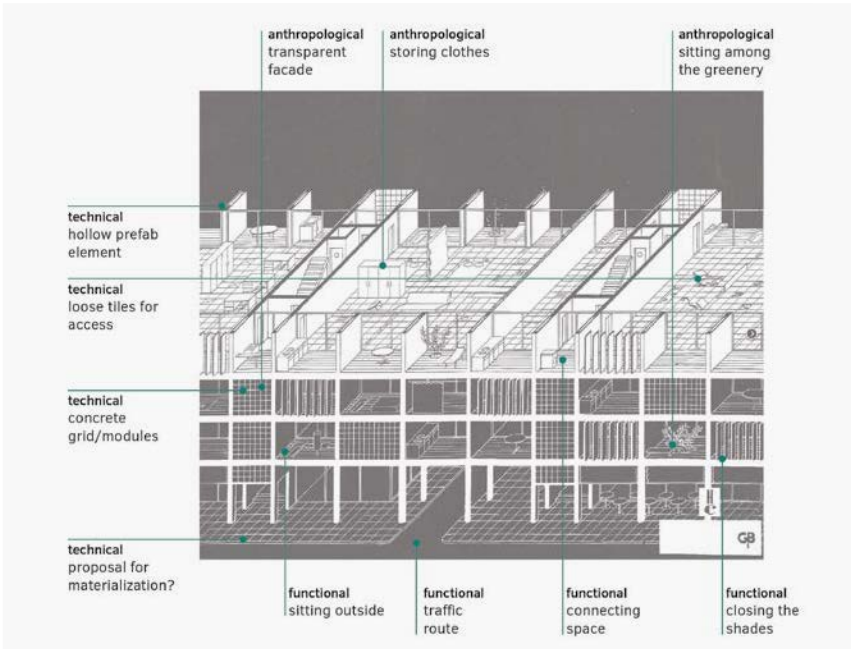 anthropological
transparent
facade
anthropological
storing clothes
anthropological
sitting among
the greenery
technical
hollow prefab
element
technical
loose tiles for
access
technical
concrete
grid/modules
technical
proposal for
materialization?
functional
sitting outside
functional
traffic
route
functional
connecting
space
functional
closing the
shades
GB